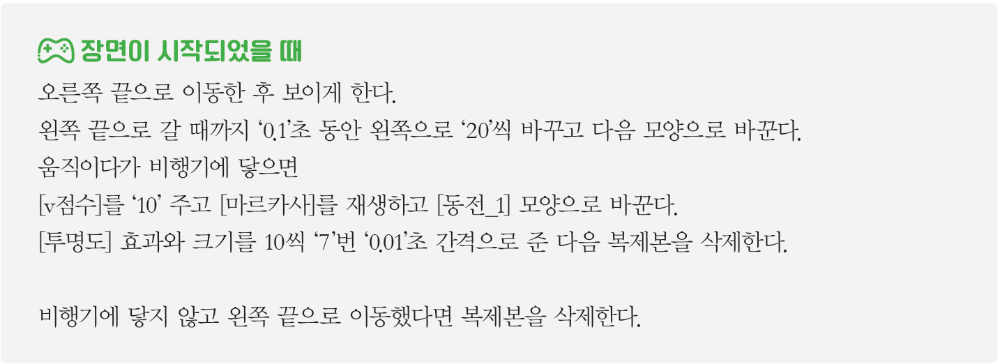 장면이 시작되었을 때
오른쪽 끝으로 이동한 후 보이게 한다.
왼쪽 끝으로 갈 때까지 ‘0.1’초 동안 왼쪽으로 ‘20’씩 바꾸고 다음 모양으로 바꾼다.
움직이다가 비행기에 닿으면
[v점수]를 ‘10’ 주고 [마르카사]를 재생하고 [동전_1] 모양으로 바꾼다.
[투명도] 효과와 크기를 10씩 ‘7’번 ‘0.01’초 간격으로 준 다음 복제본을 삭제한다.
비행기에 닿지 않고 왼쪽 끝으로 이동했다면 복제본을 삭제한다.